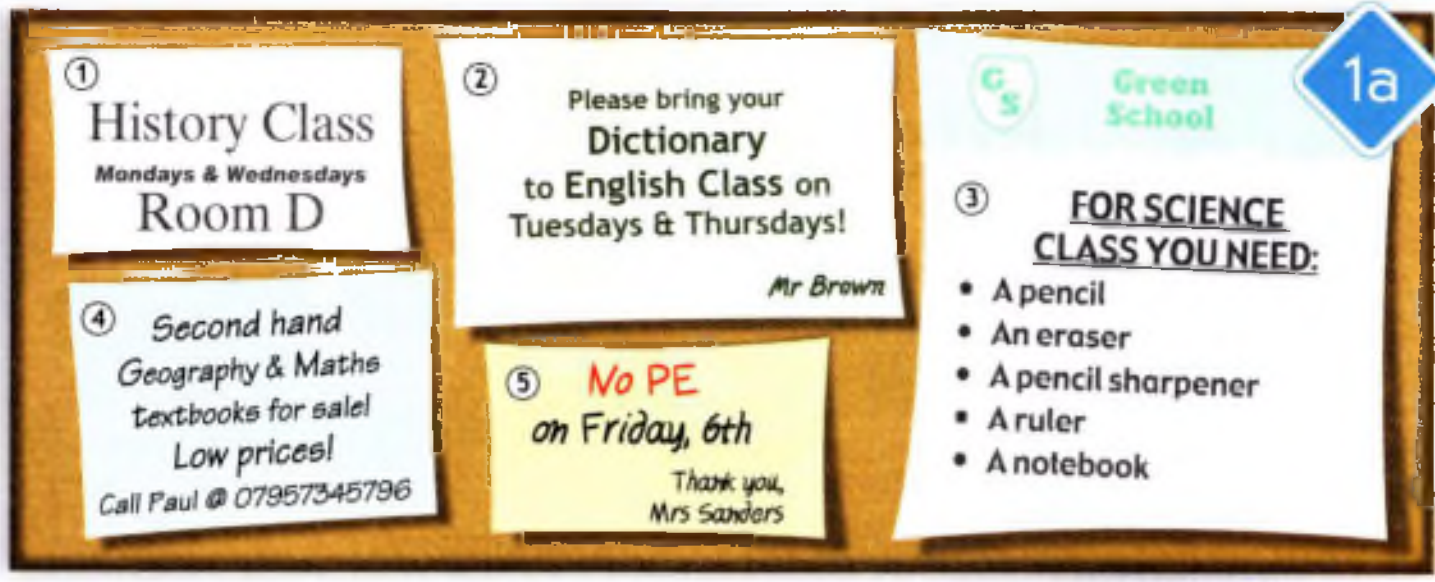 1a
①
History Class
Mondays & Wednesdays
Room D
②
Please bring your
Dictionary
to English Class on
Tuesdays & Thursdays!
Mr Brown
G
S
Green
School
③
FOR SCIENCE
CLASS YOU NEED:
• A pencil
• An eraser
• A pencil sharpener
• A ruler
• A notebook
④
Second hand
Geography & Maths
textbooks for sale!
Low prices!
Call Paul @ 07957345796
⑤
No PE
on Friday, 6th
Thank you,
Mrs Sanders